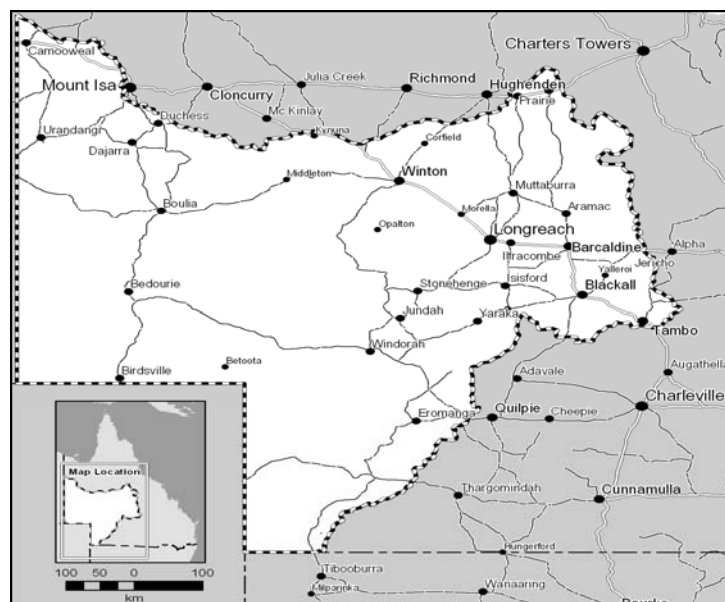 Camooweal
Charters Towers
Mount Isa
Cloncurry
Julia Creek
Richmond
Hughenden
Prairie
Duchess
Mc Kinlay
Kynuna
Urandangi
Dajarra
Corfield
Middleton
Winton
Muttaburra
Boulia
Morella
Aramac
Opalton
Longreach
Barcaldine
Alpha
Ilfracombe
Jericho
Yalleroi
Bedourie
Stonehenge
Isisford
Blackall
Jundah
Yaraka
Tambo
Windorah
Betoota
Birdsville
Adavale
Augathella
Charleville
Eromanga
Quilpie
Cheepie
Map Location
Thargomindah
Cunnamulla
Hungerford
Tibooburra
Milparinka
Wanaaring
100 50 0 100
km